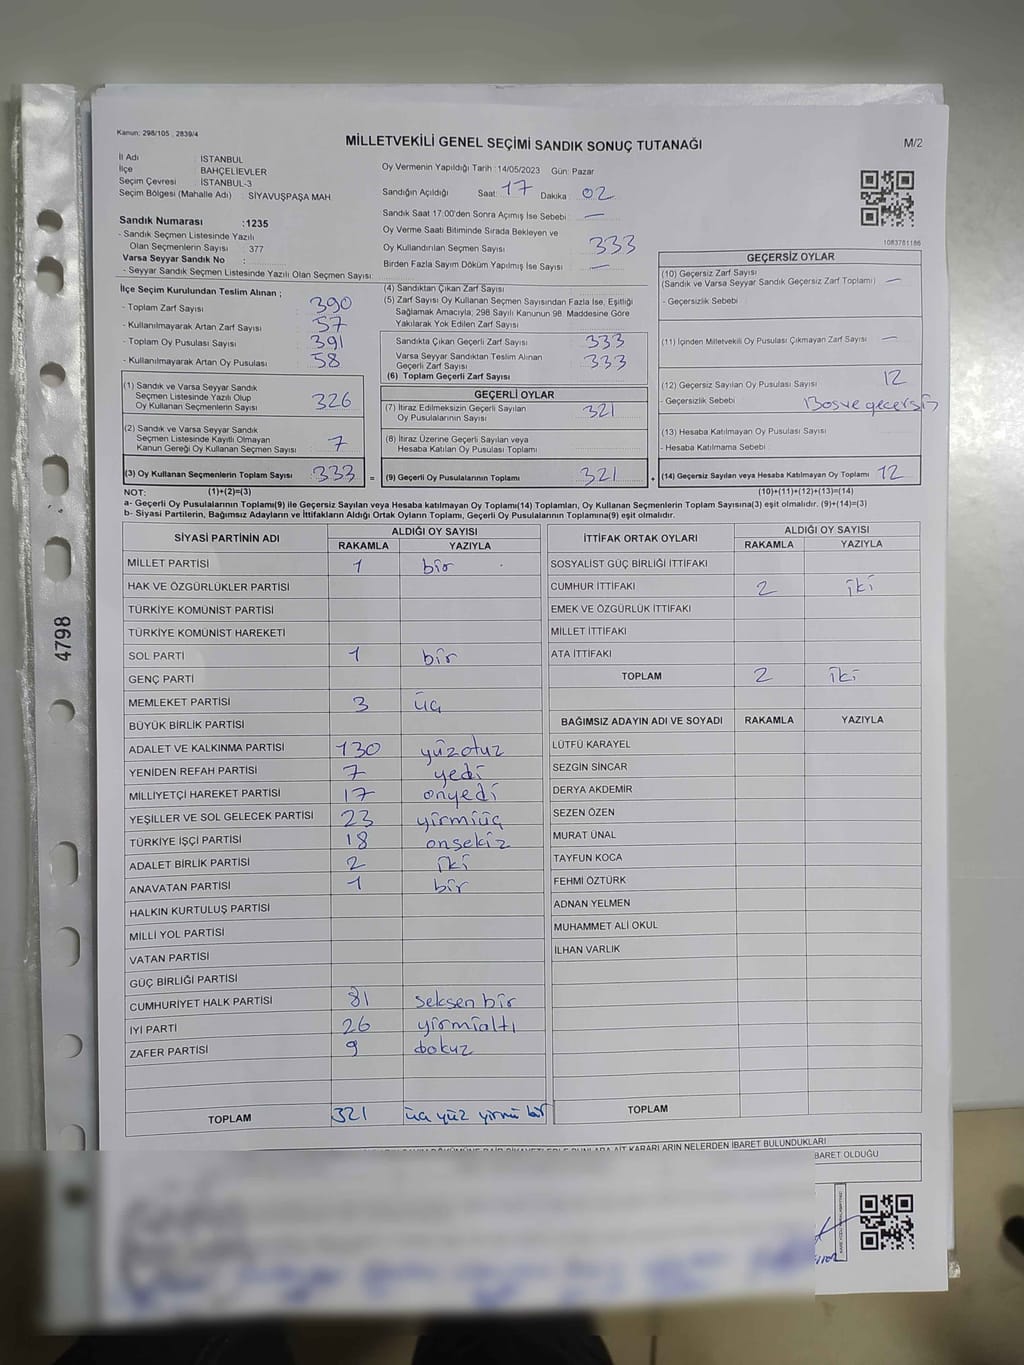 Kanun: 298/105 2839/4
MİLLETVEKİLİ GENEL SEÇİMİ SANDIK SONUÇ TUTANAĞI
M/2
İl Adı : İSTANBUL
İlçe : BAHÇELİEVLER
Seçim Çevresi : İSTANBUL-3
Seçim Bölgesi (Mahalle Adı) : SİYAVUŞPAŞA MAH.
Sandık Numarası : 1235
- Sandık Seçmen Listesinde Yazılı
Olan Seçmenlerin Sayısı : 377
Varsa Seyyar Sandık No :
- Seyyar Sandık Seçmen Listesinde Yazılı Olan Seçmen Sayısı:
Oy Vermenin Yapıldığı Tarih : 14/05/2023 Gün: Pazar
Sandığın Açıldığı Saat: 17 Dakika : 02
Sandık Saat 17:00'den Sonra Açımış İse Sebebi : —
Oy Verme Saati Bitiminde Sırada Bekleyen ve
Oy Kullandırılan Seçmen Sayısı 333
Birden Fazla Sayım Döküm Yapılmış İse Sayısı : —
1083781186
İlçe Seçim Kurulundan Teslim Alınan ;
- Toplam Zarf Sayısı : 390
- Kullanılmayarak Artan Zarf Sayısı : 57
- Toplam Oy Pusulası Sayısı : 391
- Kullanılmayarak Artan Oy Pusulası : 58
(1) Sandık ve Varsa Seyyar Sandık
Seçmen Listesinde Yazılı Olup
Oy Kullanan Seçmenlerin Sayısı 326
(2) Sandık ve Varsa Seyyar Sandık
Seçmen Listesinde Kayıtlı Olmayan
Kanun Gereği Oy Kullanan Seçmen Sayısı 7
(3) Oy Kullanan Seçmenlerin Toplam Sayısı 333 =
(4) Sandıktan Çıkan Zarf Sayısı :
(5) Zarf Sayısı Oy Kullanan Seçmen Sayısından Fazla İse, Eşitliği
Sağlamak Amacıyla; 298 Sayılı Kanunun 98. Maddesine Göre
Yakılarak Yok Edilen Zarf Sayısı :
Sandıkta Çıkan Geçerli Zarf Sayısı : 333
Varsa Seyyar Sandıktan Teslim Alınan
Geçerli Zarf Sayısı : 333
(6) Toplam Geçerli Zarf Sayısı :
GEÇERLİ OYLAR
(7) İtiraz Edilmeksizin Geçerli Sayılan
Oy Pusulalarının Sayısı : 321
(8) İtiraz Üzerine Geçerli Sayılan veya
Hesaba Katılan Oy Pusulası Toplamı :
(9) Geçerli Oy Pusulalarının Toplamı 321 +
GEÇERSİZ OYLAR
(10) Geçersiz Zarf Sayısı
(Sandık ve Varsa Seyyar Sandık Geçersiz Zarf Toplamı) —
- Geçersizlik Sebebi :
(11) İçinden Milletvekili Oy Pusulası Çıkmayan Zarf Sayısı —
(12) Geçersiz Sayılan Oy Pusulası Sayısı : 12
- Geçersizlik Sebebi : Bos ve geçersiz
(13) Hesaba Katılmayan Oy Pusulası Sayısı :
- Hesaba Katılmama Sebebi :
(14) Geçersiz Sayılan veya Hesaba Katılmayan Oy Toplamı 12
NOT: (1)+(2)=(3) (10)+(11)+(12)+(13)=(14)
a- Geçerli Oy Pusulalarının Toplamı(9) ile Geçersiz Sayılan veya Hesaba katılmayan Oy Toplamı(14) Toplamları, Oy Kullanan Seçmenlerin Toplam Sayısına(3) eşit olmalıdır. (9)+(14)=(3)
b- Siyasi Partilerin, Bağımsız Adayların ve İttifakların Aldığı Ortak Oyların Toplamı, Geçerli Oy Pusulalarının Toplamına(9) eşit olmalıdır.
SİYASİ PARTİNİN ADI ALDIĞI OY SAYISI
RAKAMLA YAZIYLA
MİLLET PARTİSİ 1 bir
HAK VE ÖZGÜRLÜKLER PARTİSİ
TÜRKİYE KOMÜNİST PARTİSİ
TÜRKİYE KOMÜNİST HAREKETİ
SOL PARTİ 1 bir
GENÇ PARTİ
MEMLEKET PARTİSİ 3 üç
BÜYÜK BİRLİK PARTİSİ
ADALET VE KALKINMA PARTİSİ 130 yüzotuz
YENİDEN REFAH PARTİSİ 7 yedi
MİLLİYETÇİ HAREKET PARTİSİ 17 onyedi
YEŞİLLER VE SOL GELECEK PARTİSİ 23 yirmiüç
TÜRKİYE İŞÇİ PARTİSİ 18 onsekiz
ADALET BİRLİK PARTİSİ 2 iki
ANAVATAN PARTİSİ 1 bir
HALKIN KURTULUŞ PARTİSİ
MİLLİ YOL PARTİSİ
VATAN PARTİSİ
GÜÇ BİRLİĞİ PARTİSİ
CUMHURİYET HALK PARTİSİ 81 seksen bir
İYİ PARTİ 26 yirmialtı
ZAFER PARTİSİ 9 dokuz
TOPLAM 321 üç yüz yirmi bir
İTTİFAK ORTAK OYLARI ALDIĞI OY SAYISI
RAKAMLA YAZIYLA
SOSYALİST GÜÇ BİRLİĞİ İTTİFAKI
CUMHUR İTTİFAKI 2 iki
EMEK VE ÖZGÜRLÜK İTTİFAKI
MİLLET İTTİFAKI
ATA İTTİFAKI
TOPLAM 2 iki
BAĞIMSIZ ADAYIN ADI VE SOYADI RAKAMLA YAZIYLA
LÜTFÜ KARAYEL
SEZGİN SİNCAR
DERYA AKDEMİR
SEZEN ÖZEN
MURAT ÜNAL
TAYFUN KOCA
FEHMİ ÖZTÜRK
ADNAN YELMEN
MUHAMMET ALİ OKUL
İLHAN VARLIK
TOPLAM
KARARLARIN NELERDEN İBARET BULUNDUKLARI
İBARET OLDUĞU
4798